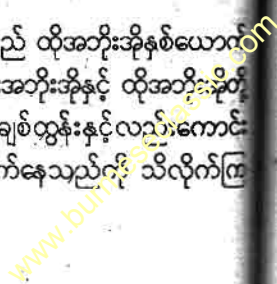 ည် ထိုအဘိုးအိုနှစ်ယောက်
အဘိုးအိုနှင့် ထိုအဘိုးအိုတို့
ချစ်ထွန်းနှင့်လည်းကောင်း
က်နေသည်ဟု သိလိုက်ကြ
www.burmeseclassic.com